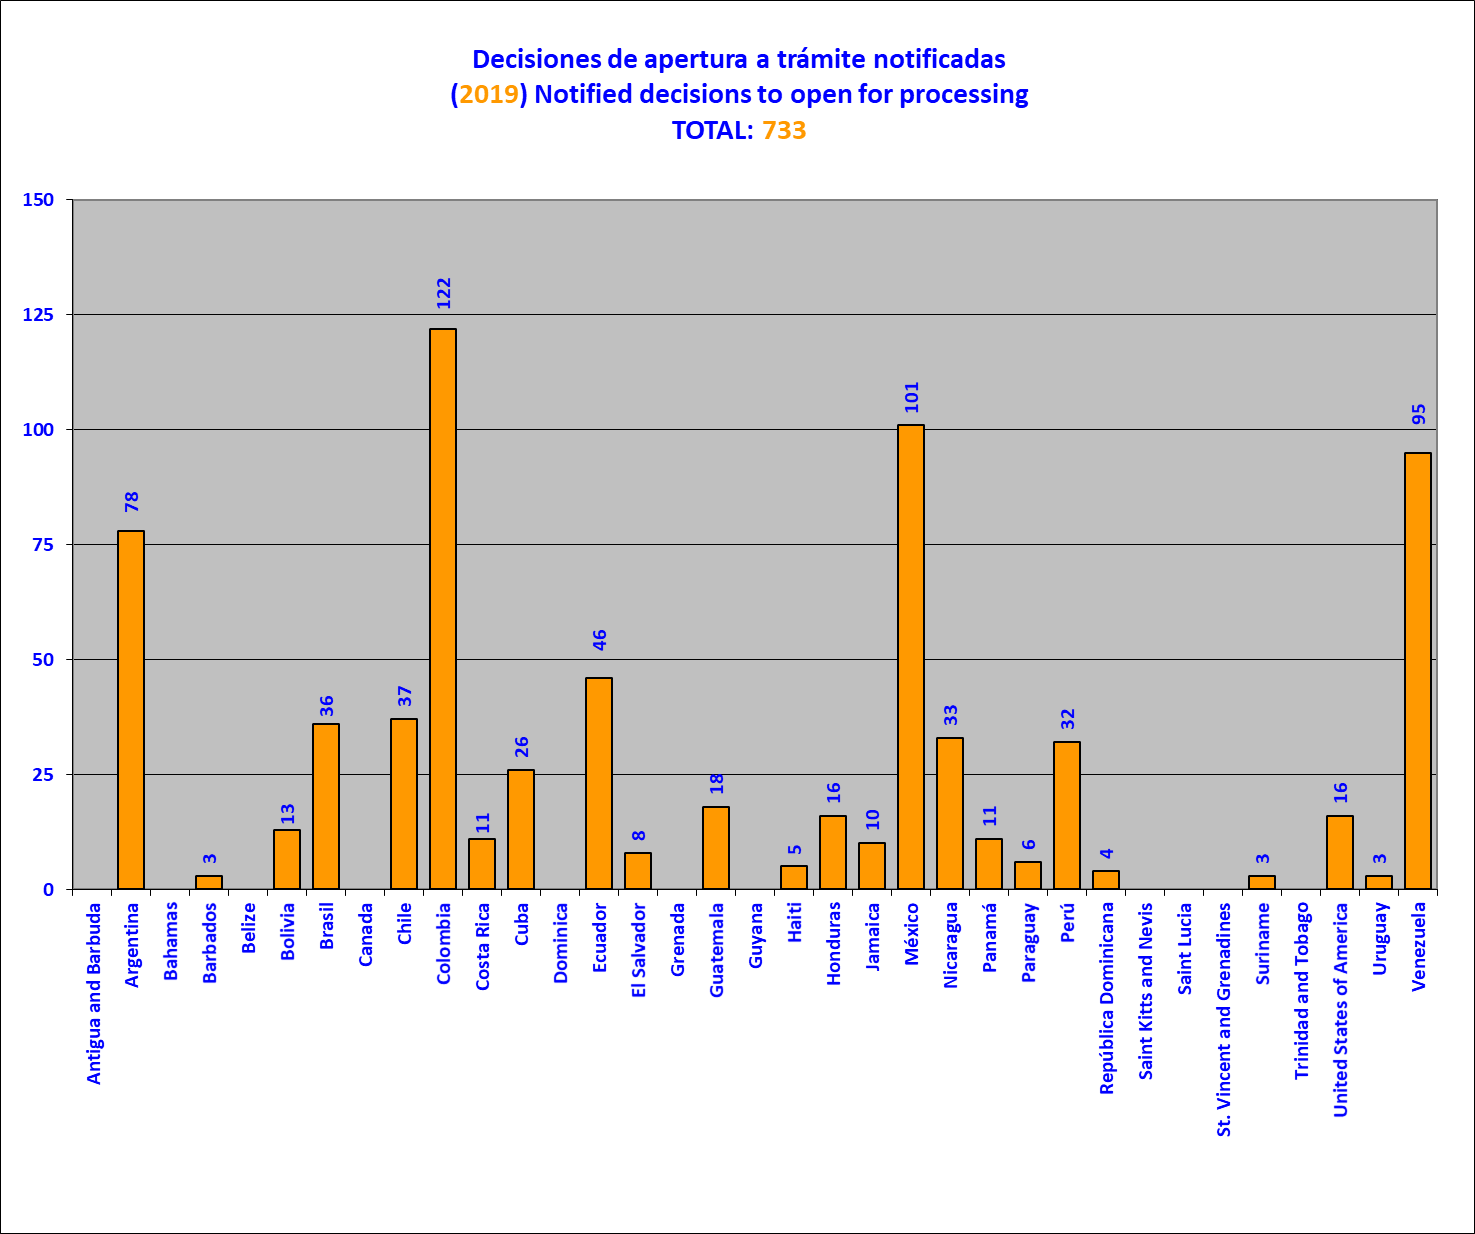 Decisiones de apertura a trámite notificadas
(2019) Notified decisions to open for processing
TOTAL: 733
150
125
100
75
50
25
0
78
3
13
36
37
122
11
26
46
8
18
5
16
10
101
33
11
6
32
4
3
16
3
95
Antigua and Barbuda
Argentina
Bahamas
Barbados
Belize
Bolivia
Brasil
Canada
Chile
Colombia
Costa Rica
Cuba
Dominica
Ecuador
El Salvador
Grenada
Guatemala
Guyana
Haiti
Honduras
Jamaica
México
Nicaragua
Panamá
Paraguay
Perú
República Dominicana
Saint Kitts and Nevis
Saint Lucia
St. Vincent and Grenadines
Suriname
Trinidad and Tobago
United States of America
Uruguay
Venezuela